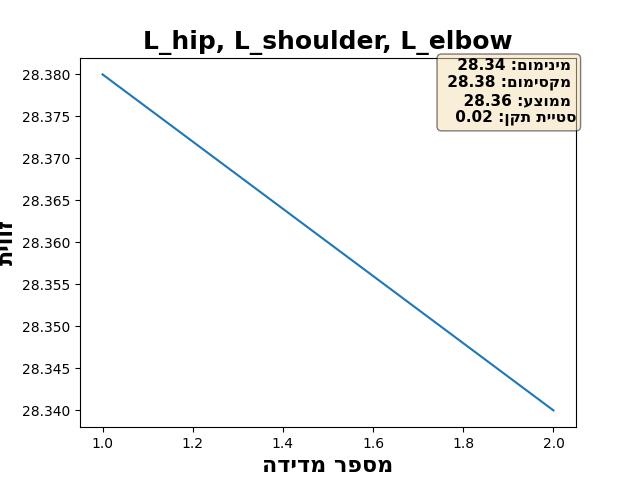 L_hip, L_shoulder, L_elbow
מינימום: 28.34
מקסימום: 28.38
ממוצע: 28.36
סטיית תקן: 0.02
28.380
28.375
28.370
28.365
28.360
28.355
28.350
28.345
28.340
זווית
1.0 1.2 1.4 1.6 1.8 2.0
מספר מדידה